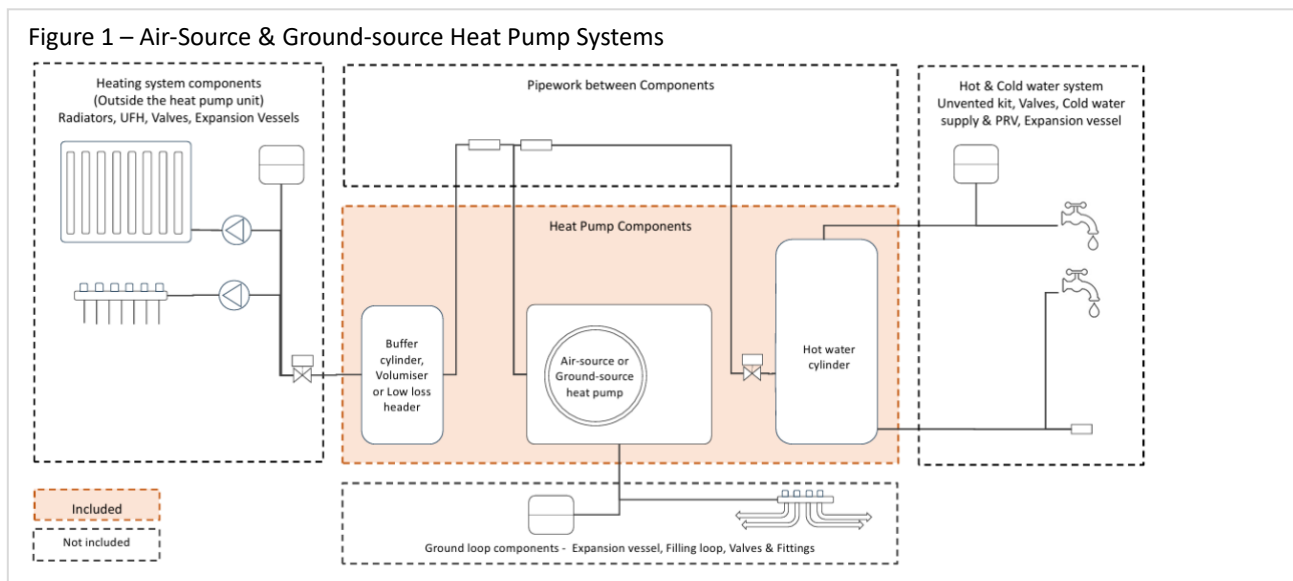 Figure 1 – Air-Source & Ground-source Heat Pump Systems
Heating system components
(Outside the heat pump unit)
Radiators, UFH, Valves, Expansion Vessels
Pipework between Components
Hot & Cold water system
Unvented kit, Valves, Cold water
supply & PRV, Expansion vessel
Heat Pump Components
Buffer
cylinder,
Volumiser
or Low loss
header
Air-source or
Ground-source
heat pump
Hot water
cylinder
Included
Not included
Ground loop components - Expansion vessel, Filling loop, Valves & Fittings